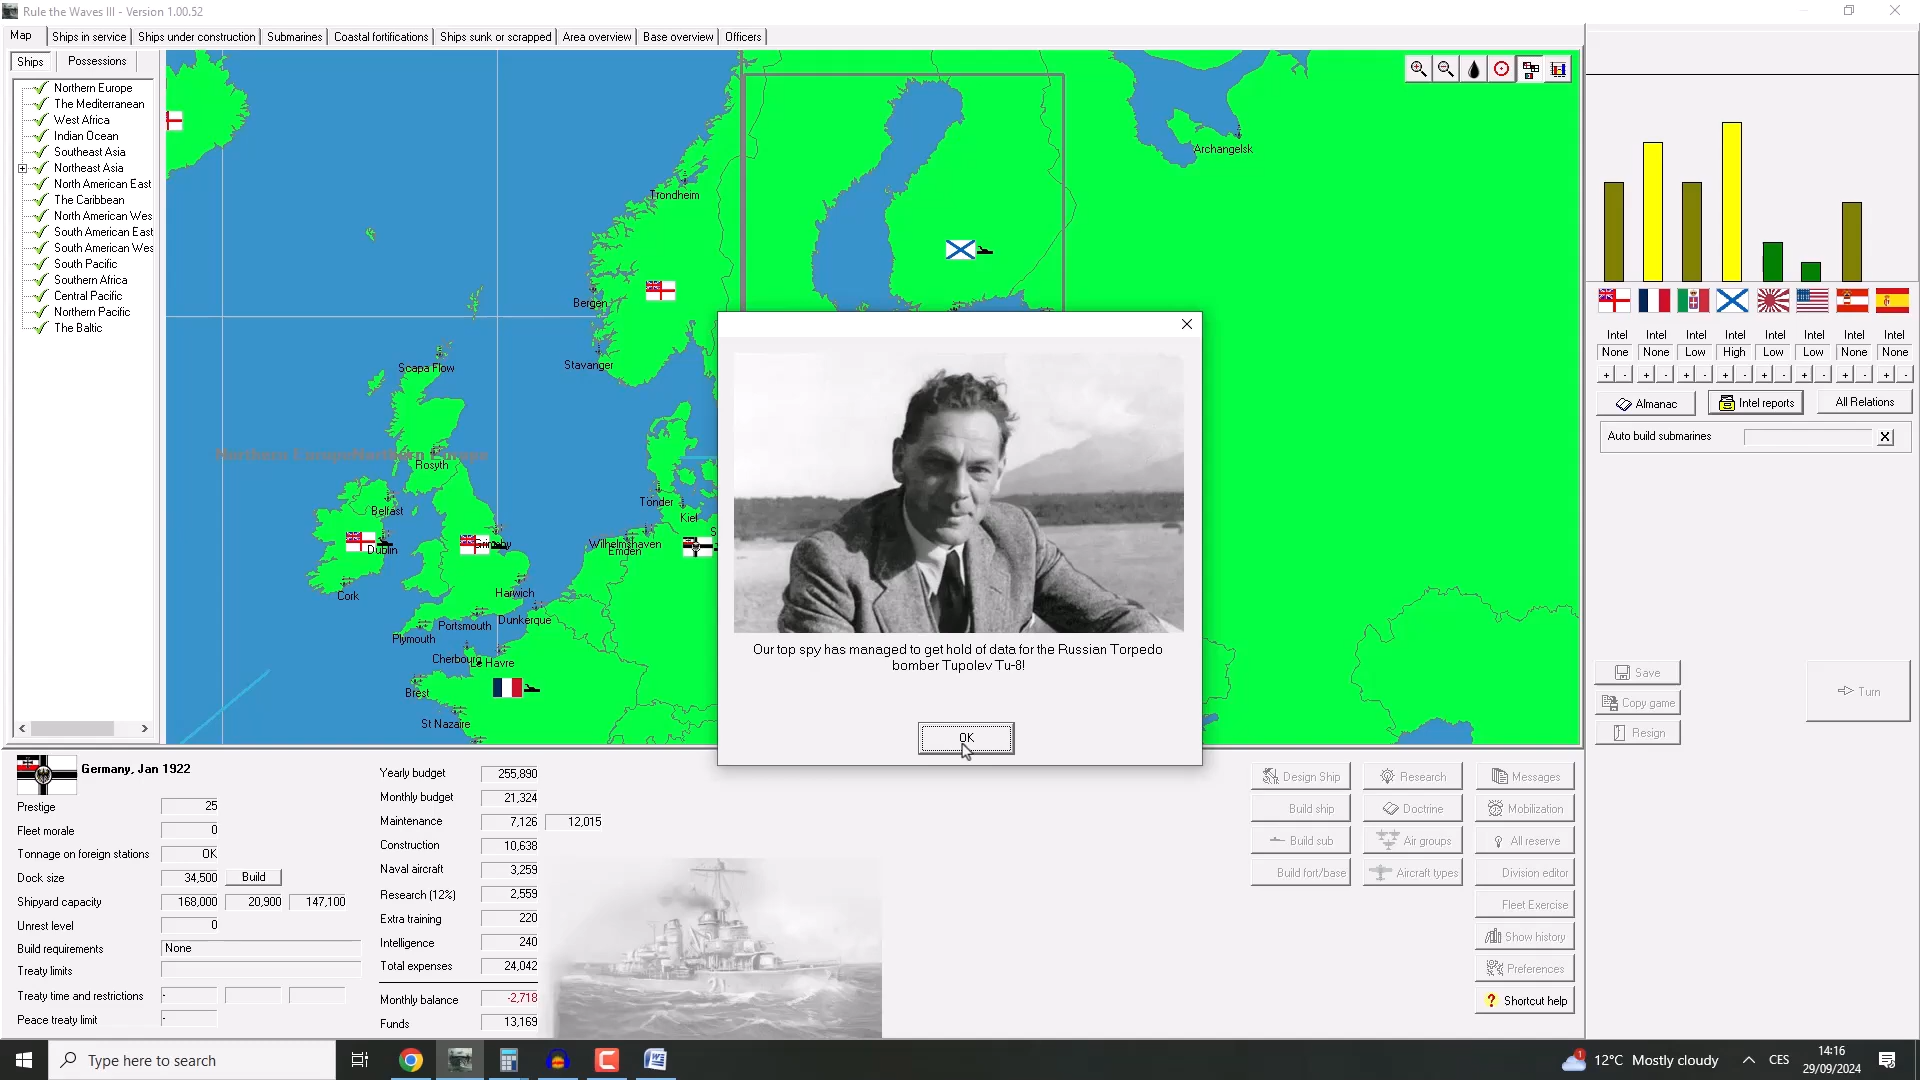 Rule the Waves III - Version 1.00.52
Map
Ships in service
Ships under construction
Submarines
Coastal fortifications
Ships sunk or scrapped
Area overview
Base overview
Officers
Ships
Possessions
Northern Europe
The Mediterranean
West Africa
Indian Ocean
Southeast Asia
Northeast Asia
North American East
The Caribbean
North American Wes
South American East
South American Wes
South Pacific
Southern Africa
Central Pacific
Northern Pacific
The Baltic
Archangelsk
Trondheim
Bergen
Stavanger
Scapa Flow
Northern Europe
Northern Europe
Rosyth
Tönder
Kiel
Belfast
Dublin
Grimsby
Wilhelmshaven
Emden
Cork
Harwich
Dunkerque
Portsmouth
Plymouth
Cherbourg
Le Havre
Brest
St Nazaire
Our top spy has managed to get hold of data for the Russian Torpedo
bomber Tupolev Tu-8!
OK
Intel Intel Intel Intel Intel Intel Intel Intel
None None Low High Low Low None None
+ - + - + - + - + - + - + - + -
Almanac
Intel reports
All Relations
Auto build submarines
X
Save
Copy game
Resign
Turn
Germany, Jan 1922
Prestige 25
Fleet morale 0
Tonnage on foreign stations OK
Dock size 34,500 Build
Shipyard capacity 168,000 20,900 147,100
Unrest level 0
Build requirements None
Treaty limits
Treaty time and restrictions -
Peace treaty limit -
Yearly budget 255,890
Monthly budget 21,324
Maintenance 7,126 12,015
Construction 10,638
Naval aircraft 3,259
Research (12%) 2,559
Extra training 220
Intelligence 240
Total expenses 24,042
Monthly balance -2,718
Funds 13,169
Design Ship Research Messages
Build ship Doctrine Mobilization
Build sub Air groups All reserve
Build fort/base Aircraft types Division editor
Fleet Exercise
Show history
Preferences
? Shortcut help
Type here to search
1
12°C Mostly cloudy
CES
14:16
29/09/2024